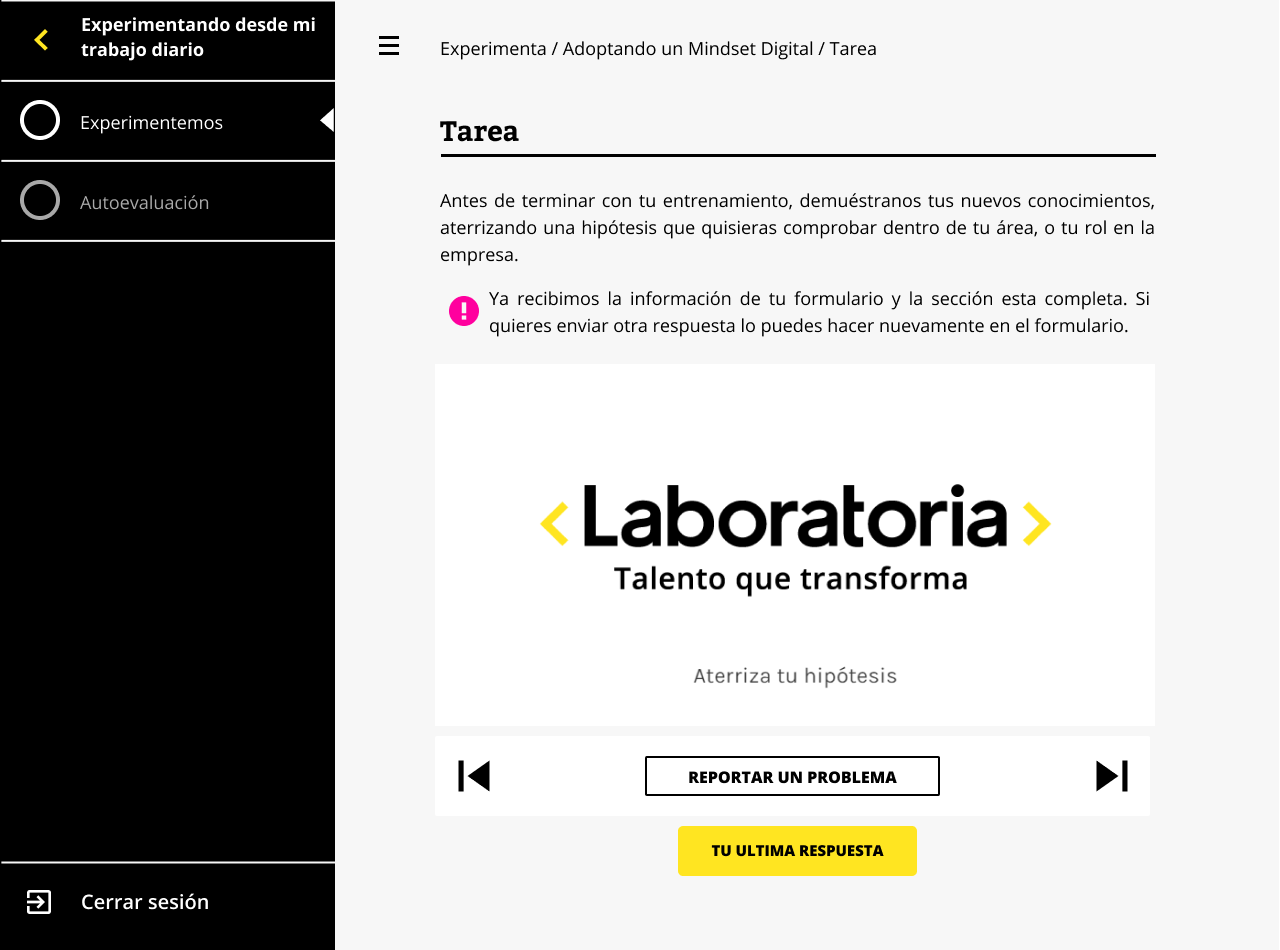 Experimentando desde mi
trabajo diario
Experimentemos
Autoevaluación
Cerrar sesión
Experimenta / Adoptando un Mindset Digital / Tarea
Tarea
Antes de terminar con tu entrenamiento, demuéstranos tus nuevos conocimientos,
aterrizando una hipótesis que quisieras comprobar dentro de tu área, o tu rol en la
empresa.
Ya recibimos la información de tu formulario y la sección esta completa. Si
quieres enviar otra respuesta lo puedes hacer nuevamente en el formulario.
<Laboratoria>
Talento que transforma
Aterriza tu hipótesis
REPORTAR UN PROBLEMA
TU ULTIMA RESPUESTA